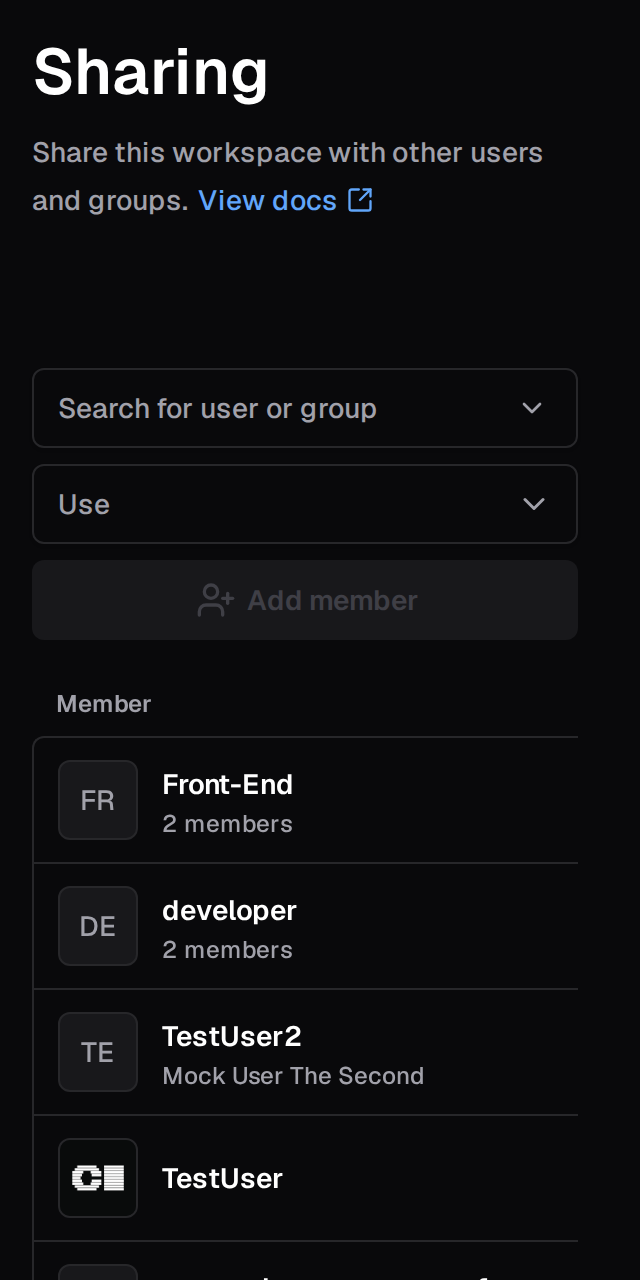 Sharing
Share this workspace with other users
and groups. View docs
Search for user or group
Use
Add member
Member
FR
Front-End
2 members
DE
developer
2 members
TE
TestUser2
Mock User The Second
TestUser